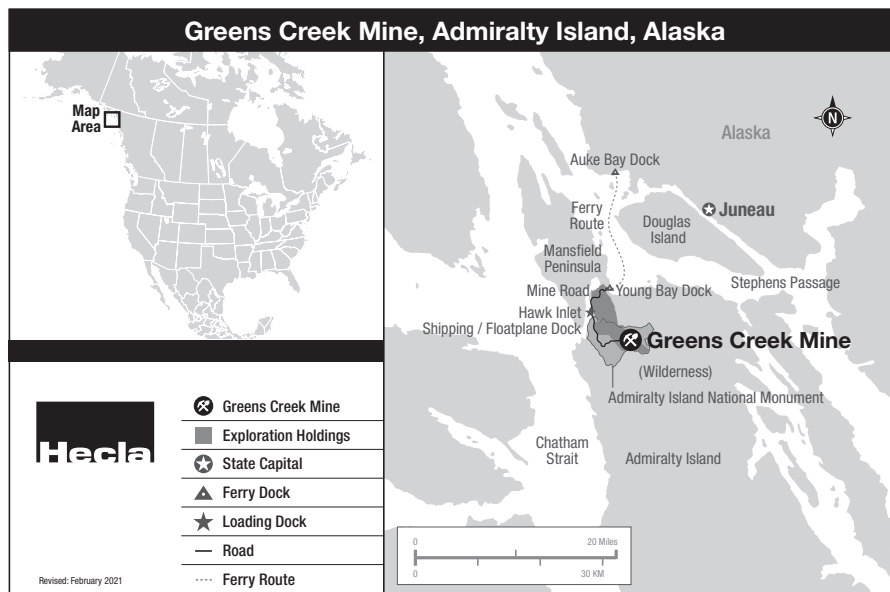 Greens Creek Mine, Admiralty Island, Alaska
Map
Area
N
Alaska
Auke Bay Dock
Ferry
Route
Juneau
Douglas
Island
Mansfield
Peninsula
Stephens Passage
Mine Road
Young Bay Dock
Hawk Inlet
Shipping / Floatplane Dock
Greens Creek Mine
(Wilderness)
Admiralty Island National Monument
Chatham
Strait
Admiralty Island
0 20 Miles
0 30 KM
Hecla
Greens Creek Mine
Exploration Holdings
State Capital
Ferry Dock
Loading Dock
Road
Ferry Route
Revised: February 2021